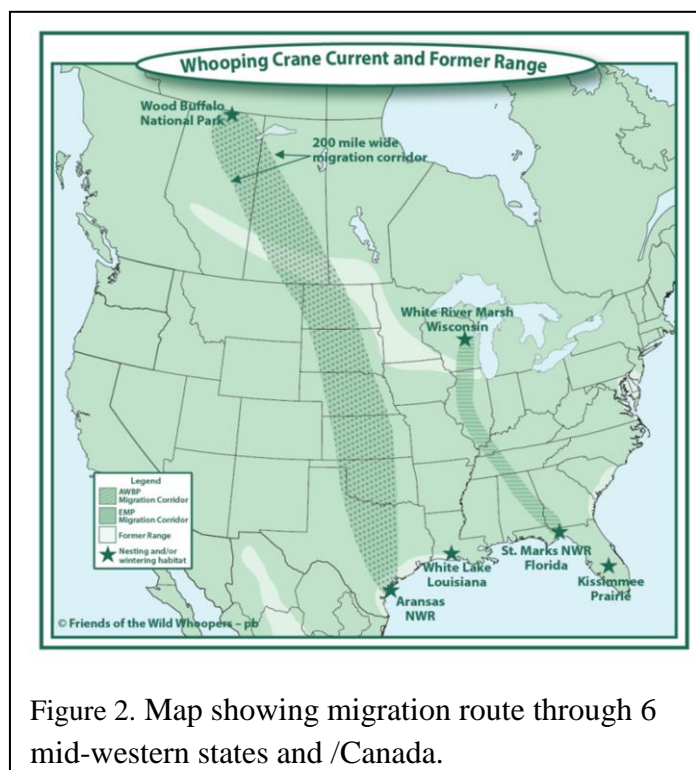 Whooping Crane Current and Former Range
Wood Buffalo
National Park
200 mile wide
migration corridor
White River Marsh
Wisconsin
Legend
AWBP
Migration Corridor
EMP
Migration Corridor
Former Range
Nesting and/or
wintering habitat
White Lake
Louisiana
St. Marks NWR
Florida
Kissimmee
Prairie
Aransas
NWR
© Friends of the Wild Whoopers – pb
Figure 2. Map showing migration route through 6
mid-western states and /Canada.